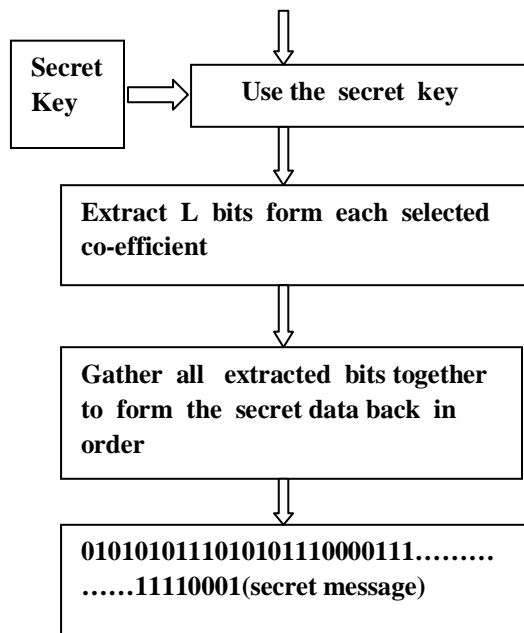 Secret
Key
Use the secret key
Extract L bits form each selected
co-efficient
Gather all extracted bits together
to form the secret data back in
order
0101010111010101110000111.........
......11110001(secret message)